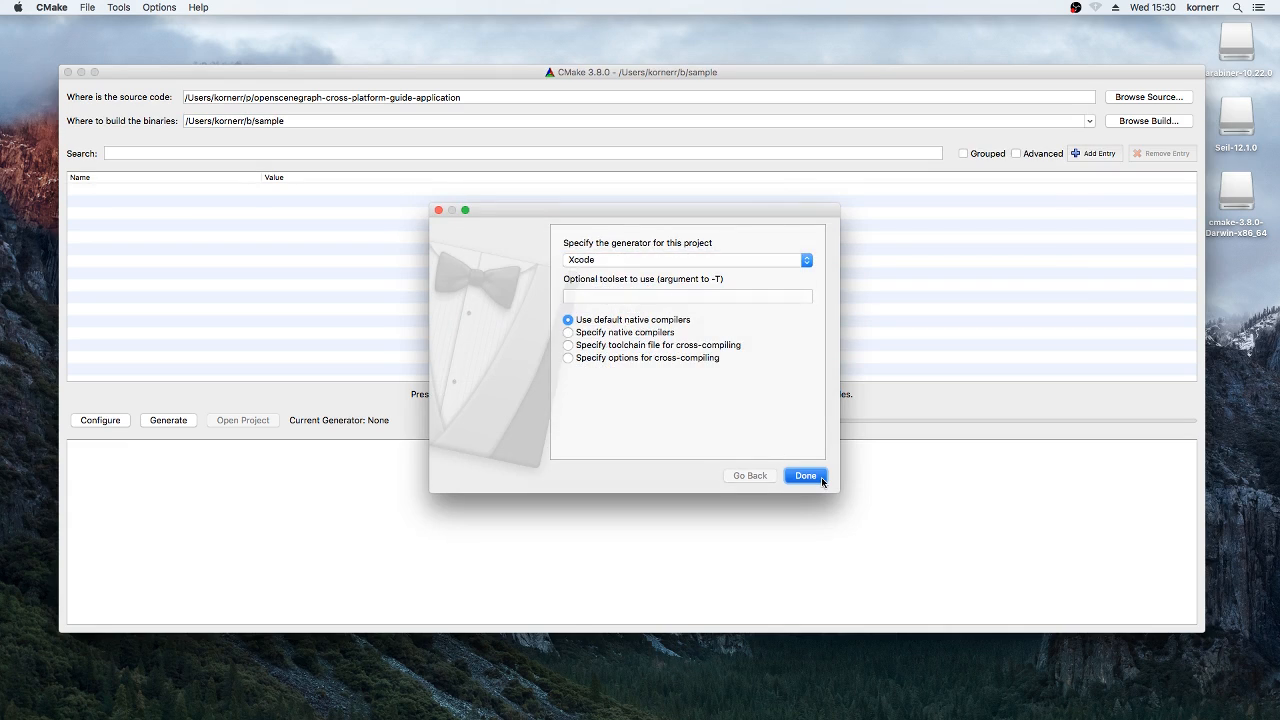 CMake File Tools Options Help
Wed 15:30 kornerr
CMake 3.8.0 - /Users/kornerr/b/sample
Where is the source code: /Users/kornerr/p/openscenegraph-cross-platform-guide-application Browse Source...
Where to build the binaries: /Users/kornerr/b/sample Browse Build...
Search: Grouped Advanced Add Entry Remove Entry
Name Value
Specify the generator for this project
Xcode
Optional toolset to use (argument to -T)
Use default native compilers
Specify native compilers
Specify toolchain file for cross-compiling
Specify options for cross-compiling
Go Back Done
Pres
es.
Configure Generate Open Project Current Generator: None
arabiner-10.22.0
Seil-12.1.0
cmake-3.8.0-
Darwin-x86_64